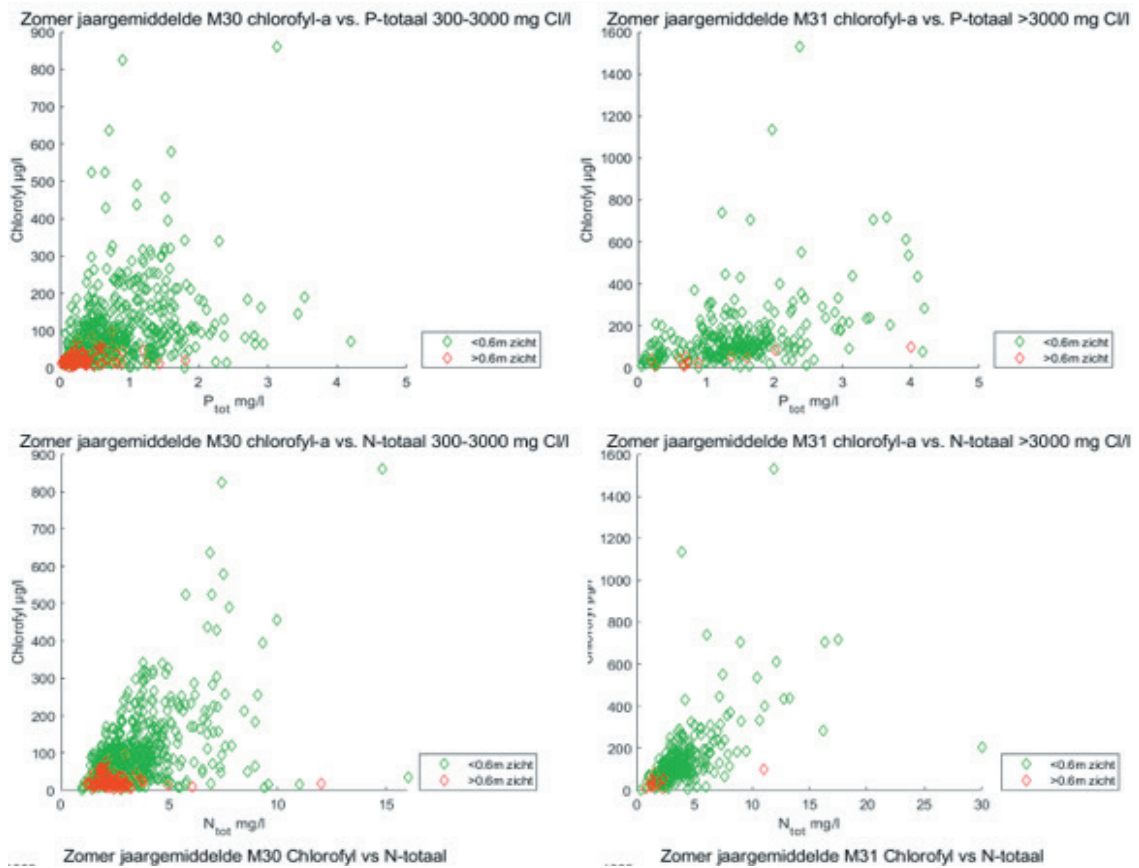 Zomer jaargemiddelde M30 chlorofyl-a vs. P-totaal 300-3000 mg Cl/l
900
800
700
600
500
400
300
200
100
0
Chlorofyl µg/l
0
1
2
3
4
5
P_tot mg/l
<0.6m zicht
>0.6m zicht
Zomer jaargemiddelde M31 chlorofyl-a vs. P-totaal >3000 mg Cl/l
1600
1400
1200
1000
800
600
400
200
0
Chlorofyl µg/l
0
1
2
3
4
5
P_tot mg/l
<0.6m zicht
>0.6m zicht
Zomer jaargemiddelde M30 chlorofyl-a vs. N-totaal 300-3000 mg Cl/l
900
800
700
600
500
400
300
200
100
0
Chlorofyl µg/l
0
5
10
15
N_tot mg/l
<0.6m zicht
>0.6m zicht
Zomer jaargemiddelde M31 chlorofyl-a vs. N-totaal >3000 mg Cl/l
1600
1400
1200
1000
800
600
400
200
0
Chlorofyl µg/l
0
5
10
15
20
25
30
N_tot mg/l
<0.6m zicht
>0.6m zicht
Zomer jaargemiddelde M30 Chlorofyl vs N-totaal
Zomer jaargemiddelde M31 Chlorofyl vs N-totaal